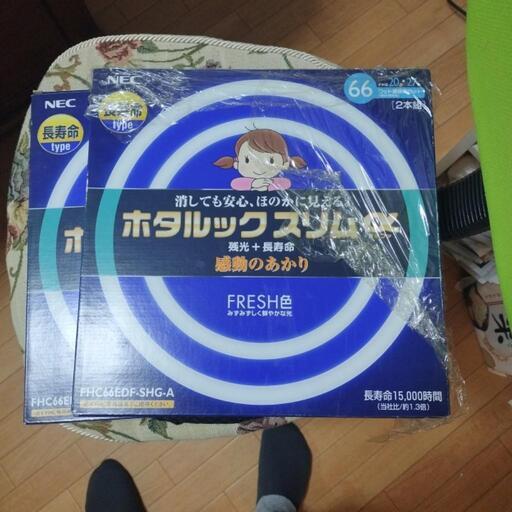 NEC
長寿命
type
FHC66E
NEC
長寿命
type
66
[2本組]
消しても安心、ほのかに見える。
ホタルックスリムα
残光+長寿命
感動のあかり
FRESH色
みずみずしく鮮やかな光
FHC66EDF-SHG-A
長寿命15,000時間
(当社比/約1.3倍)